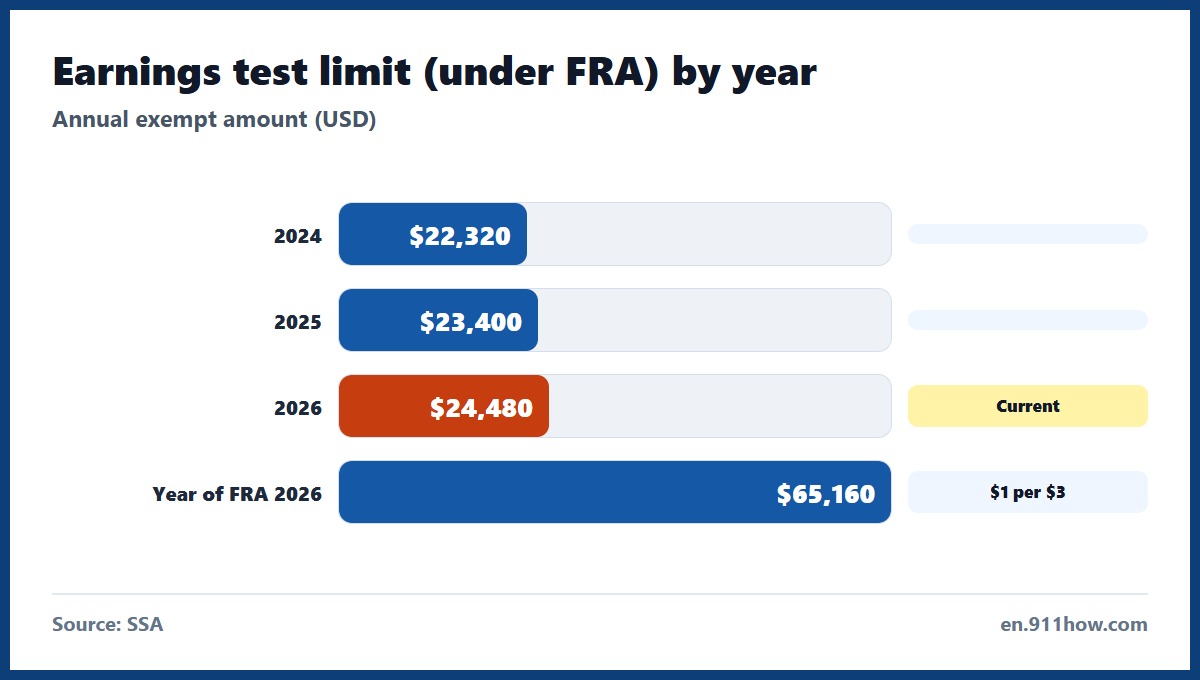 Earnings test limit (under FRA) by year
Annual exempt amount (USD)
2024 $22,320
2025 $23,400
2026 $24,480 Current
Year of FRA 2026 $65,160 $1 per $3
Source: SSA en.911how.com